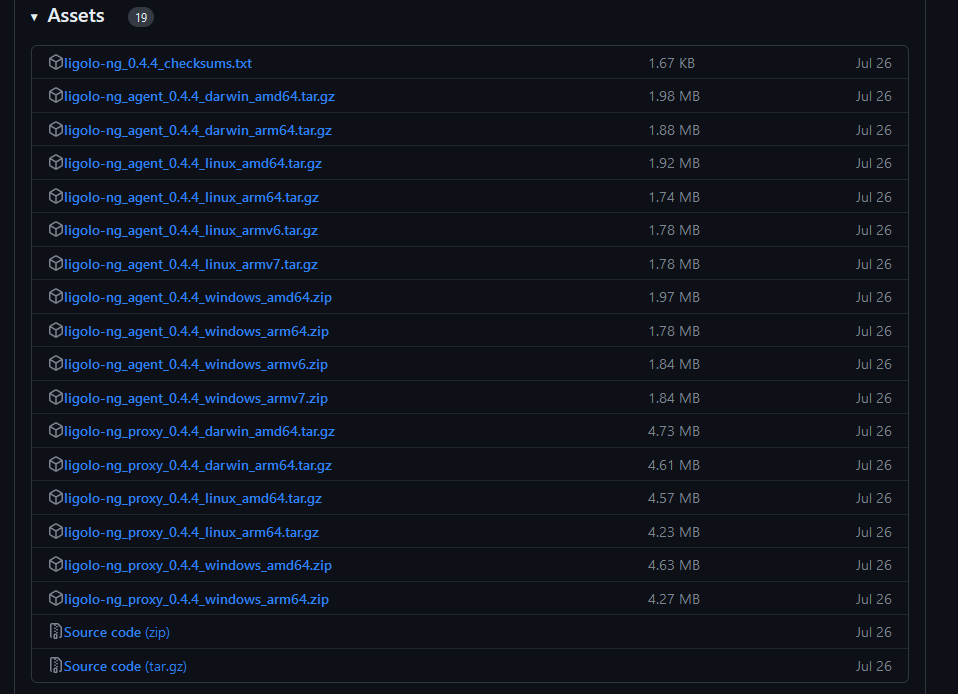 Assets 19
ligolo-ng_0.4.4_checksums.txt 1.67 KB Jul 26
ligolo-ng_agent_0.4.4_darwin_amd64.tar.gz 1.98 MB Jul 26
ligolo-ng_agent_0.4.4_darwin_arm64.tar.gz 1.88 MB Jul 26
ligolo-ng_agent_0.4.4_linux_amd64.tar.gz 1.92 MB Jul 26
ligolo-ng_agent_0.4.4_linux_arm64.tar.gz 1.74 MB Jul 26
ligolo-ng_agent_0.4.4_linux_armv6.tar.gz 1.78 MB Jul 26
ligolo-ng_agent_0.4.4_linux_armv7.tar.gz 1.78 MB Jul 26
ligolo-ng_agent_0.4.4_windows_amd64.zip 1.97 MB Jul 26
ligolo-ng_agent_0.4.4_windows_arm64.zip 1.78 MB Jul 26
ligolo-ng_agent_0.4.4_windows_armv6.zip 1.84 MB Jul 26
ligolo-ng_agent_0.4.4_windows_armv7.zip 1.84 MB Jul 26
ligolo-ng_proxy_0.4.4_darwin_amd64.tar.gz 4.73 MB Jul 26
ligolo-ng_proxy_0.4.4_darwin_arm64.tar.gz 4.61 MB Jul 26
ligolo-ng_proxy_0.4.4_linux_amd64.tar.gz 4.57 MB Jul 26
ligolo-ng_proxy_0.4.4_linux_arm64.tar.gz 4.23 MB Jul 26
ligolo-ng_proxy_0.4.4_windows_amd64.zip 4.63 MB Jul 26
ligolo-ng_proxy_0.4.4_windows_arm64.zip 4.27 MB Jul 26
Source code (zip) Jul 26
Source code (tar.gz) Jul 26